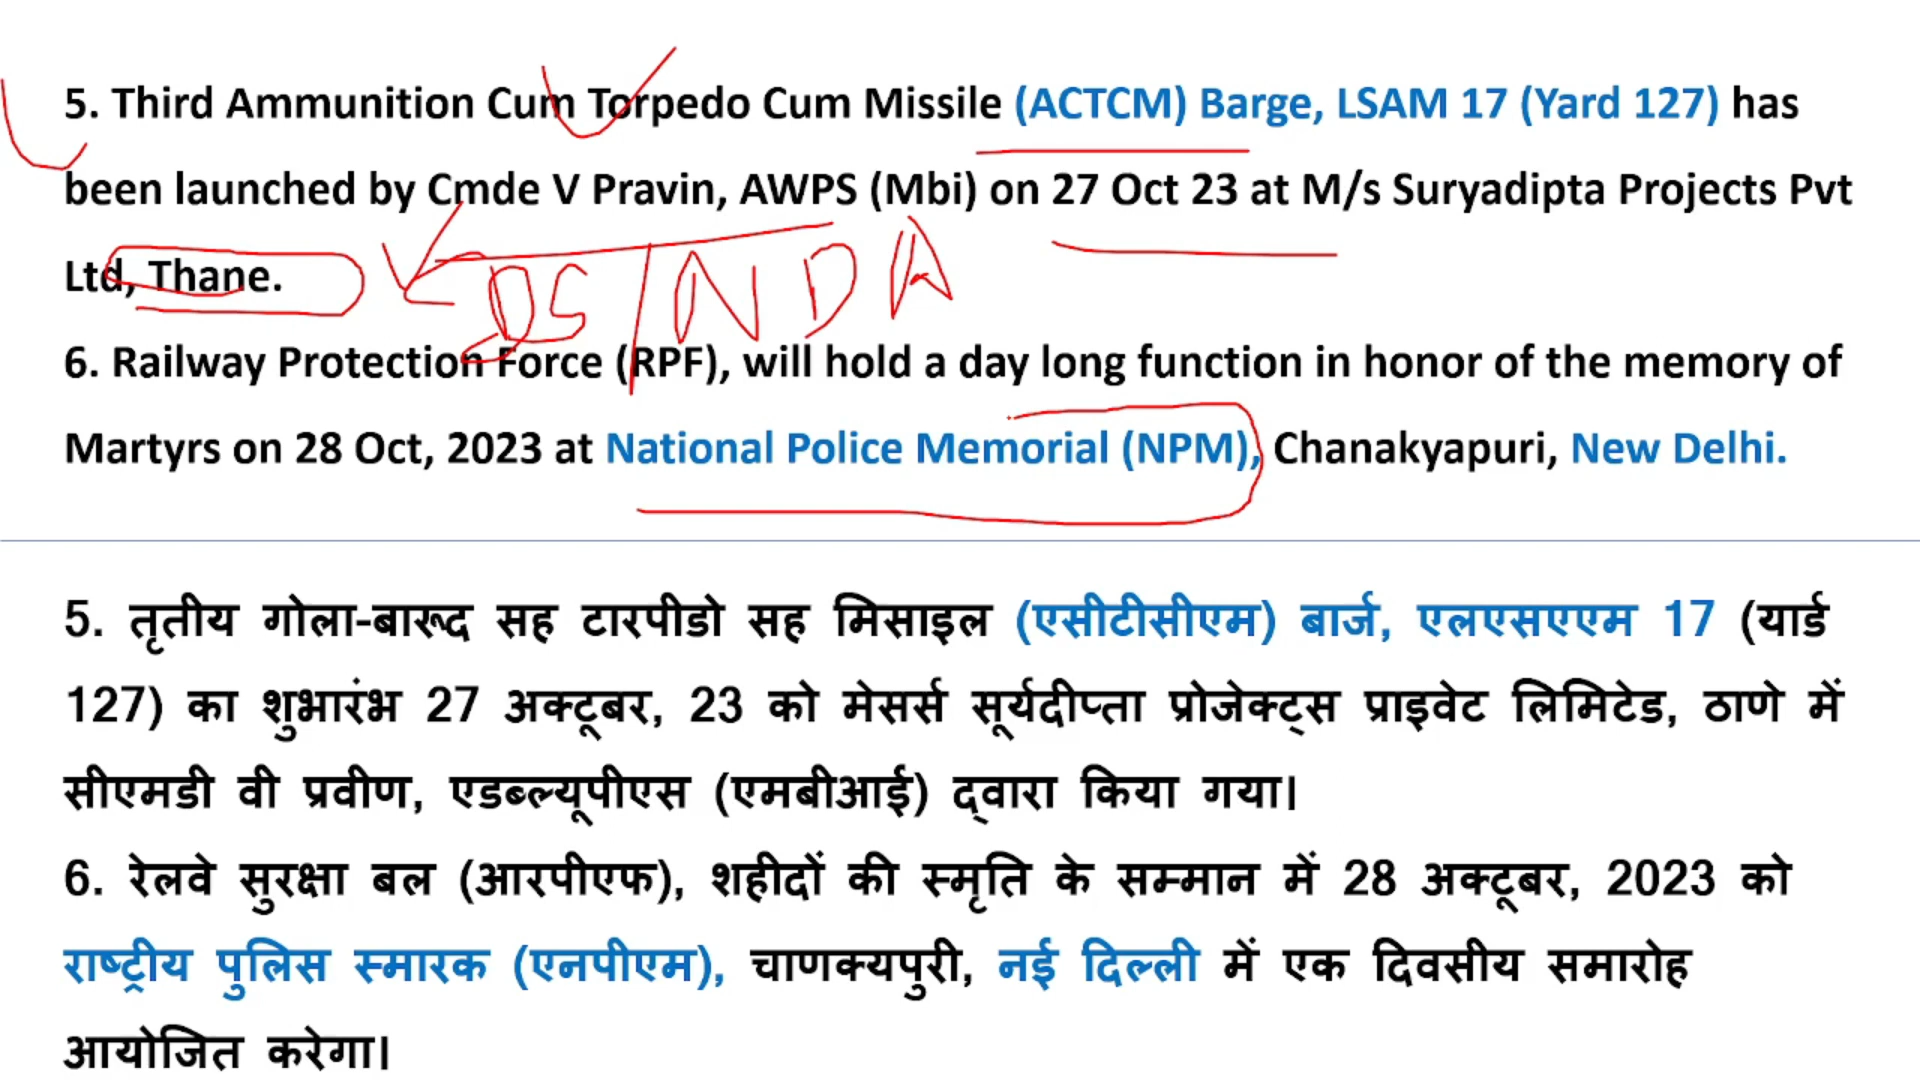 5. Third Ammunition Cum Torpedo Cum Missile (ACTCM) Barge, LSAM 17 (Yard 127) has
been launched by Cmde V Pravin, AWPS (Mbi) on 27 Oct 23 at M/s Suryadipta Projects Pvt
Ltd, Thane.
DS/NDA
6. Railway Protection Force (RPF), will hold a day long function in honor of the memory of
Martyrs on 28 Oct, 2023 at National Police Memorial (NPM), Chanakyapuri, New Delhi.
5. तृतीय गोला-बारूद सह टारपीडो सह मिसाइल (एसीटीसीएम) बार्ज, एलएसएएम 17 (यार्ड
127) का शुभारंभ 27 अक्टूबर, 23 को मेसर्स सूर्यदीप्ता प्रोजेक्ट्स प्राइवेट लिमिटेड, ठाणे में
सीएमडी वी प्रवीण, एडब्ल्यूपीएस (एमबीआई) द्वारा किया गया।
6. रेलवे सुरक्षा बल (आरपीएफ), शहीदों की स्मृति के सम्मान में 28 अक्टूबर, 2023 को
राष्ट्रीय पुलिस स्मारक (एनपीएम), चाणक्यपुरी, नई दिल्ली में एक दिवसीय समारोह
आयोजित करेगा।